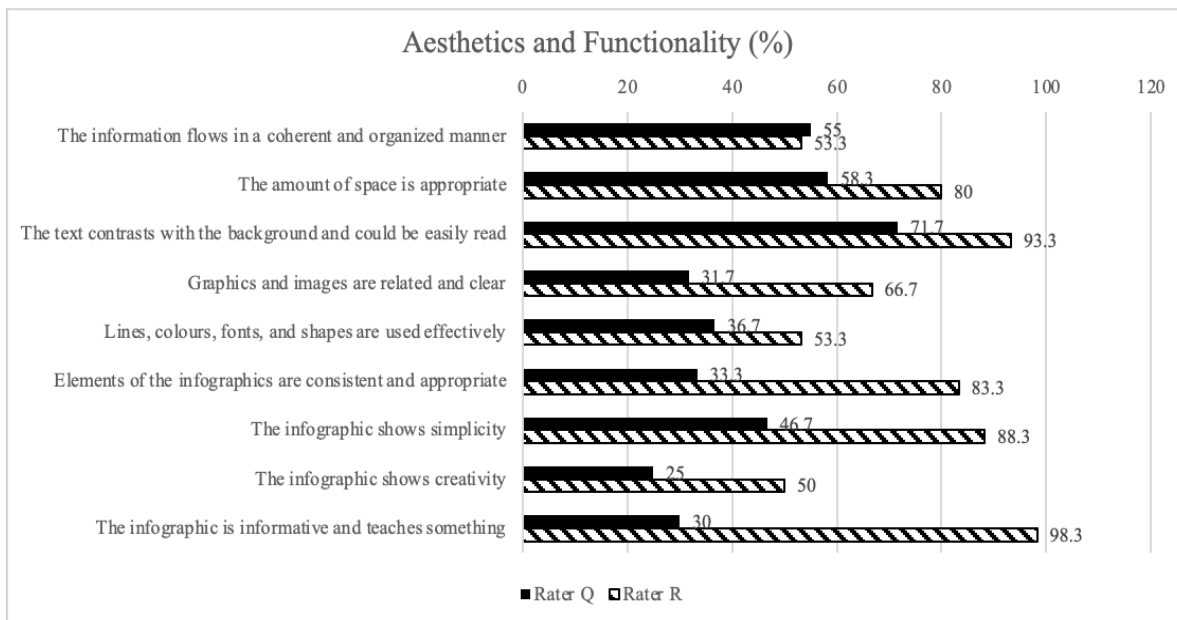 Aesthetics and Functionality (%)
0 20 40 60 80 100 120
The information flows in a coherent and organized manner
55
53.3
The amount of space is appropriate
58.3
80
The text contrasts with the background and could be easily read
71.7
93.3
Graphics and images are related and clear
31.7
66.7
Lines, colours, fonts, and shapes are used effectively
36.7
53.3
Elements of the infographics are consistent and appropriate
33.3
83.3
The infographic shows simplicity
46.7
88.3
The infographic shows creativity
25
50
The infographic is informative and teaches something
30
98.3
Rater Q Rater R